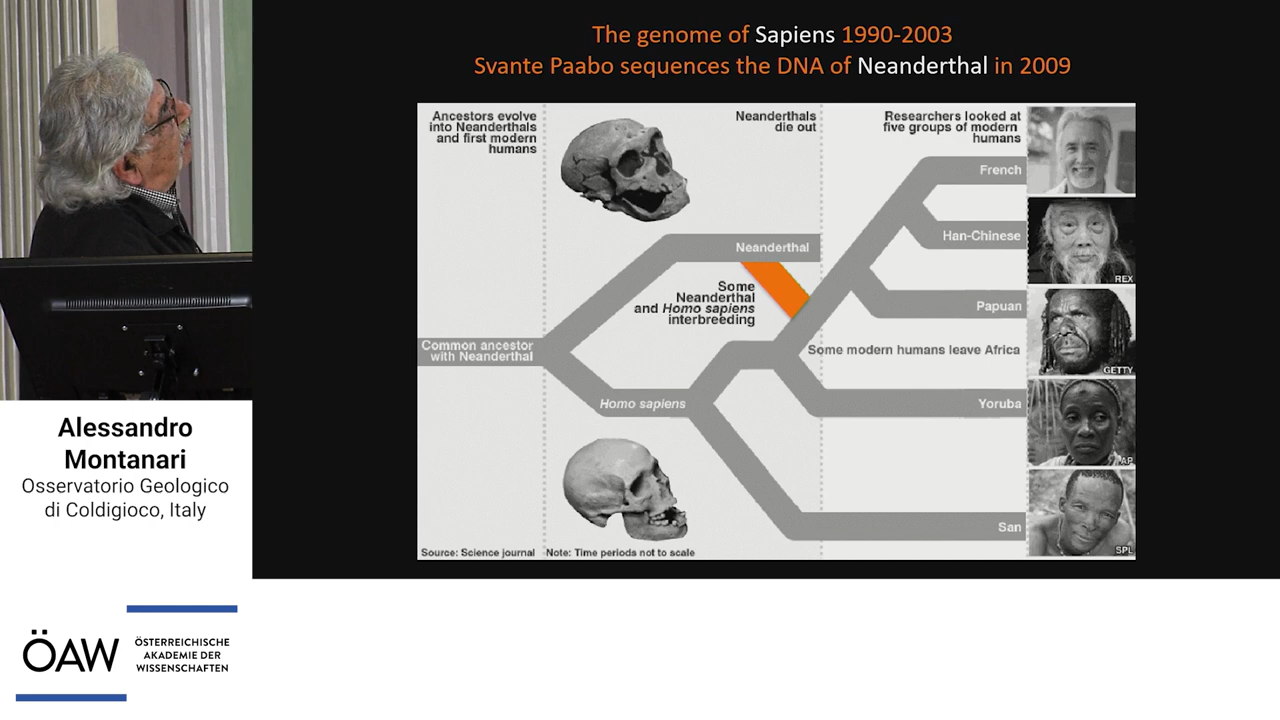 The genome of Sapiens 1990-2003
Svante Paabo sequences the DNA of Neanderthal in 2009
Ancestors evolve
into Neanderthals
and first modern
humans
Neanderthals
die out
Researchers looked at
five groups of modern
humans
French
Han-Chinese
REX
Neanderthal
Some
Neanderthal
and Homo sapiens
interbreeding
Papuan
Common ancestor
with Neanderthal
Some modern humans leave Africa
GETTY
Homo sapiens
Yoruba
AP
San
SPL
Source: Science journal
Note: Time periods not to scale
Alessandro
Montanari
Osservatorio Geologico
di Coldigioco, Italy
ÖAW
ÖSTERREICHISCHE
AKADEMIE DER
WISSENSCHAFTEN